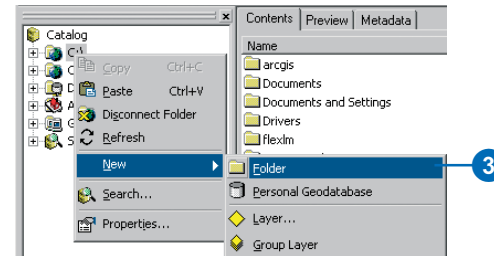 Contents Preview Metadata
Catalog
Name
C:\
arcgis
Copy Ctrl+C
Documents
Paste Ctrl+V
Documents and Settings
Disconnect Folder
Drivers
Refresh
flexlm
New
Folder
3
Personal Geodatabase
Search...
Layer...
Properties...
Group Layer